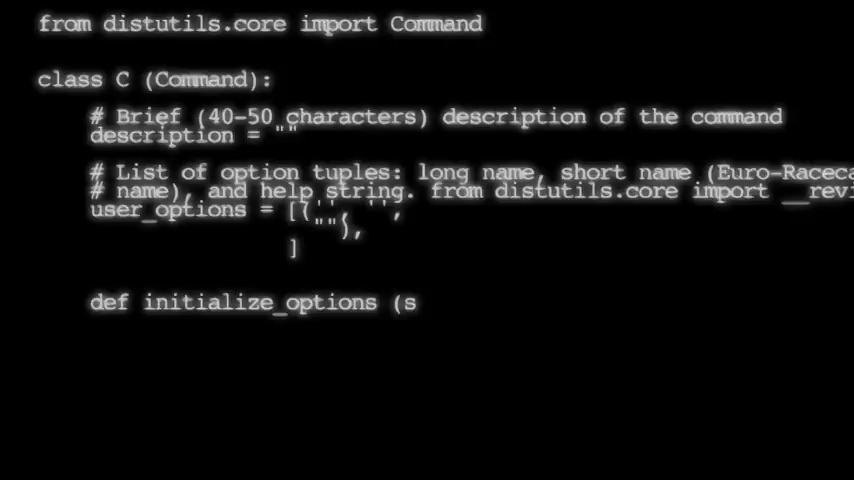 from distutils.core import Command
class C (Command):
# Brief (40-50 characters) description of the command
description = ""
# List of option tuples: long name, short name (Euro-Raceca
# name), and help string. from distutils.core import __revi
user_options = [('', '',
""),
]
def initialize_options (s